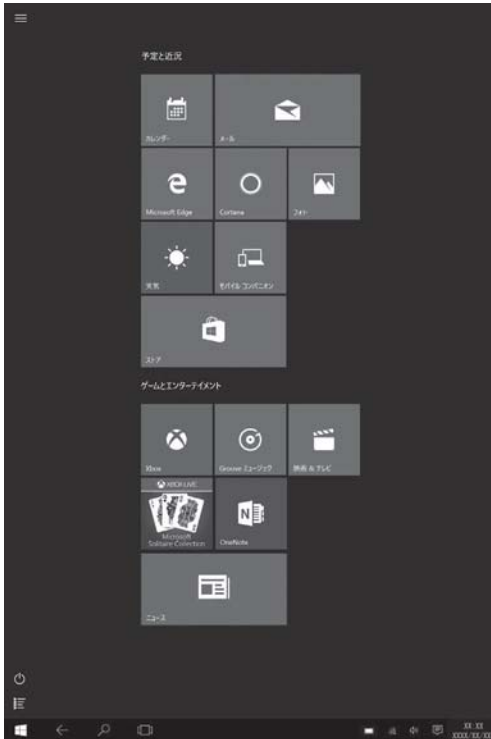 予定と近況
カレンダー
メール
Microsoft Edge
Cortana
フォト
天気
モバイル コンパニオン
ストア
ゲームとエンターテイメント
Xbox
Groove ミュージック
映画 & テレビ
XBOX LIVE
Microsoft
Solitaire Collection
OneNote
ニュース
XX:XX
XXXX/XX/XX